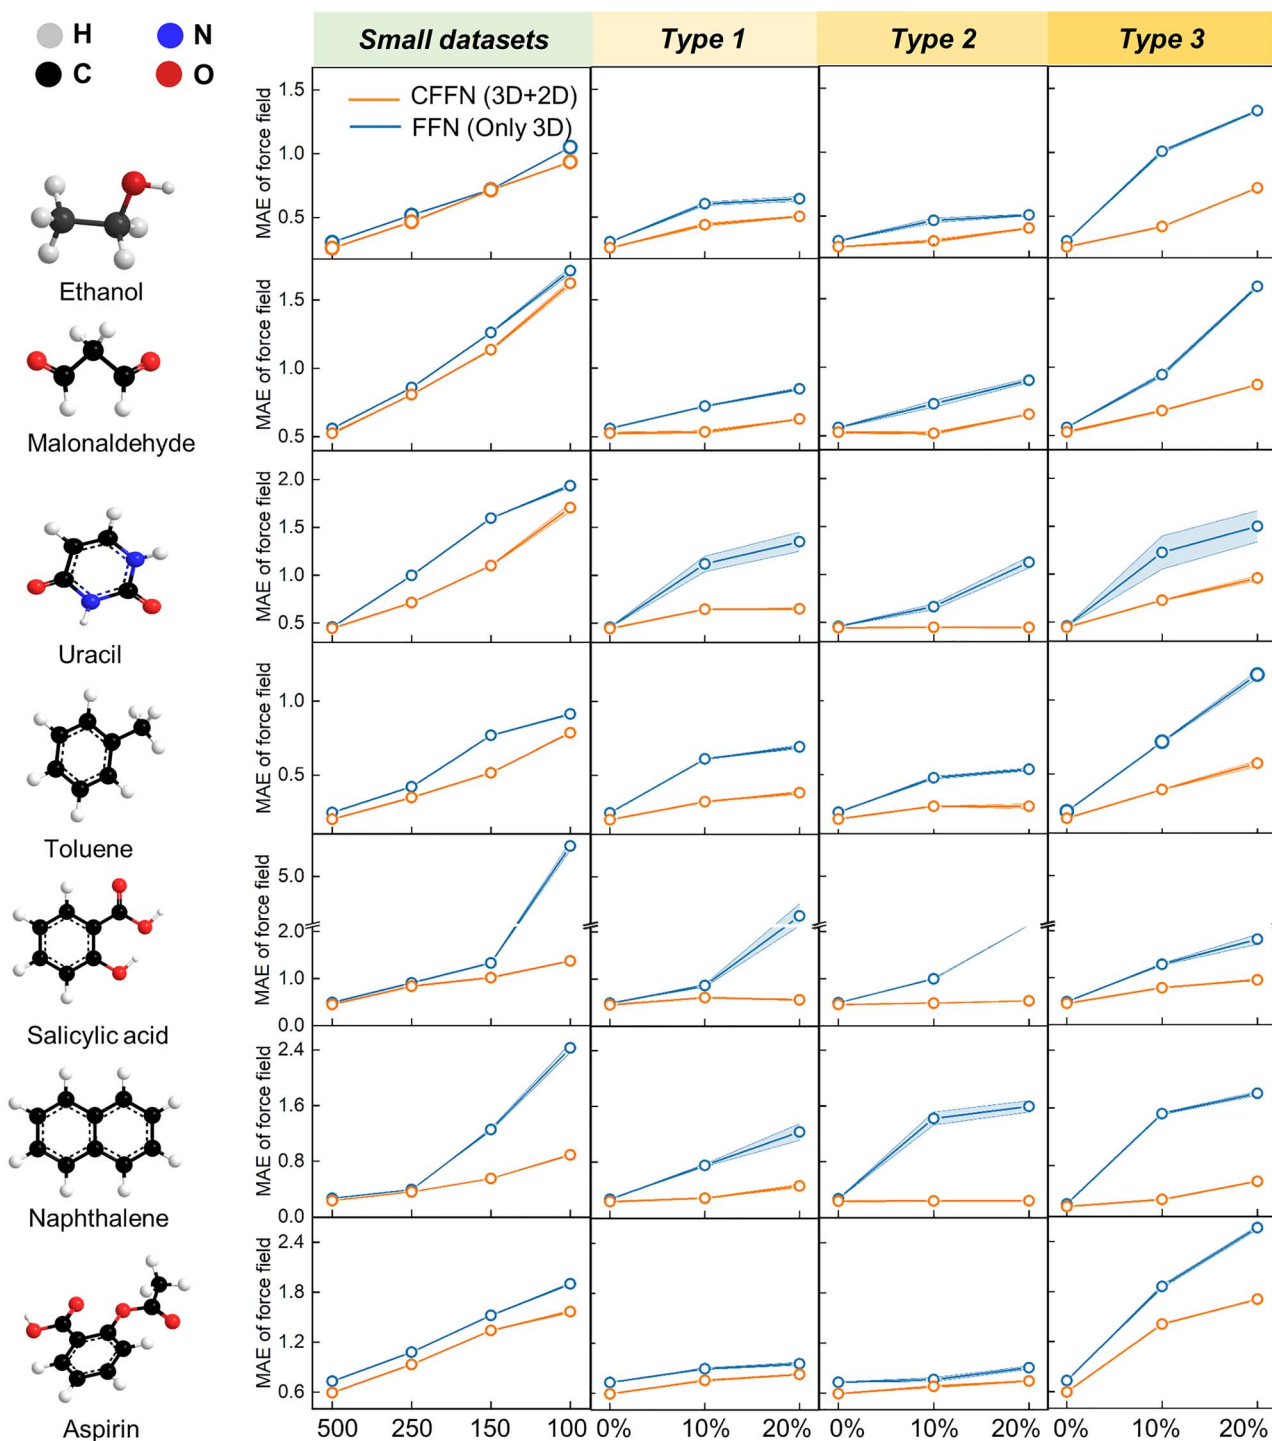 H N
C O
Small datasets Type 1 Type 2 Type 3
CFFN (3D+2D)
FFN (Only 3D)
MAE of force field
1.5
1.0
0.5
Ethanol
MAE of force field
1.5
1.0
0.5
Malonaldehyde
MAE of force field
2.0
1.5
1.0
0.5
Uracil
MAE of force field
1.0
0.5
Toluene
MAE of force field
5.0
2.0
1.0
0.0
Salicylic acid
MAE of force field
2.4
1.6
0.8
0.0
Naphthalene
MAE of force field
2.4
1.8
1.2
0.6
Aspirin
500 250 150 100 0% 10% 20% 0% 10% 20% 0% 10% 20%